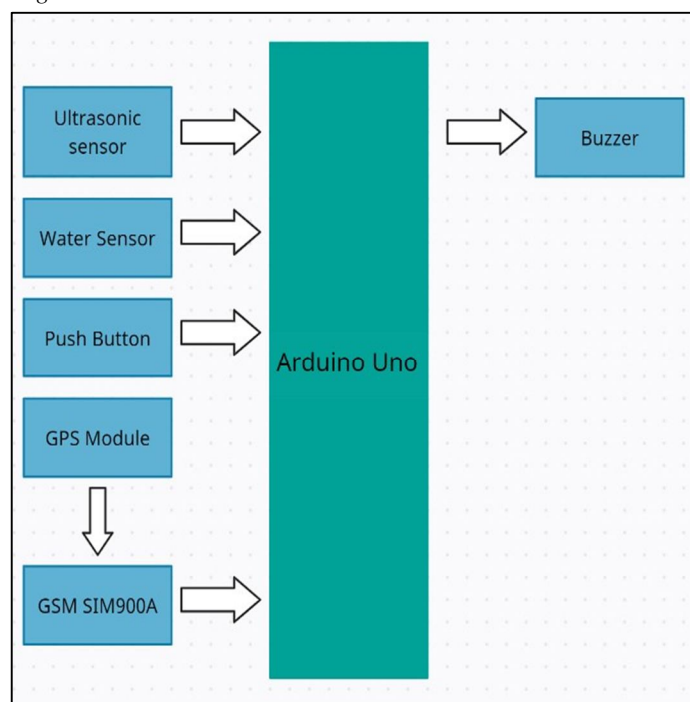 Ultrasonic
sensor
Buzzer
Water Sensor
Push Button
Arduino Uno
GPS Module
GSM SIM900A